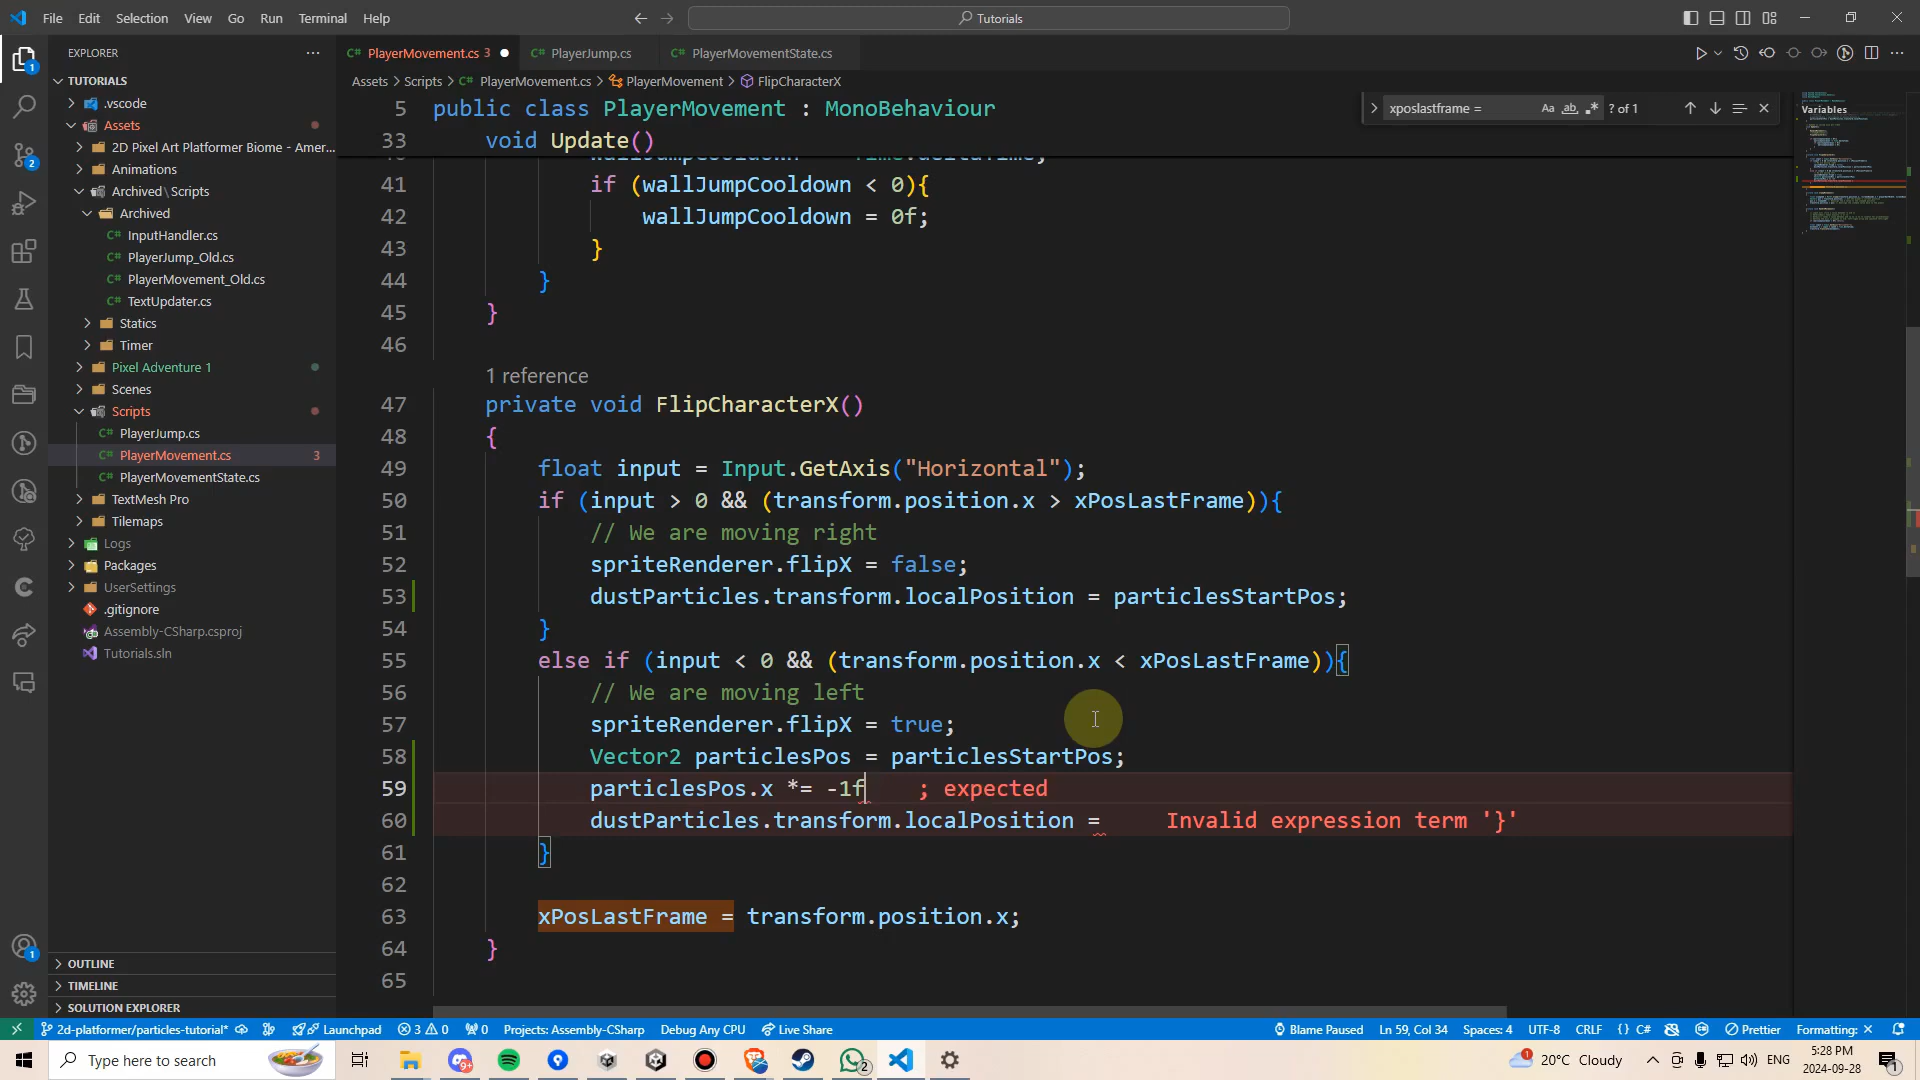 File Edit Selection View Go Run Terminal Help
Tutorials
EXPLORER
PlayerMovement.cs 3
PlayerJump.cs
PlayerMovementState.cs
TUTORIALS
.vscode
Assets
2D Pixel Art Platformer Biome - Amer...
Animations
Archived\Scripts
Archived
InputHandler.cs
PlayerJump_Old.cs
PlayerMovement_Old.cs
TextUpdater.cs
Statics
Timer
Pixel Adventure 1
Scenes
Scripts
PlayerJump.cs
PlayerMovement.cs 3
PlayerMovementState.cs
TextMesh Pro
Tilemaps
Logs
Packages
UserSettings
.gitignore
Assembly-CSharp.csproj
Tutorials.sln
OUTLINE
TIMELINE
SOLUTION EXPLORER
Assets > Scripts > PlayerMovement.cs > PlayerMovement > FlipCharacterX
xposlastframe = Aa ab ? of 1
Variables
5 public class PlayerMovement : MonoBehaviour
33 void Update()
41 if (wallJumpCooldown < 0){
42 wallJumpCooldown = 0f;
43 }
44 }
45 }
46
1 reference
47 private void FlipCharacterX()
48 {
49 float input = Input.GetAxis("Horizontal");
50 if (input > 0 && (transform.position.x > xPosLastFrame)){
51 // We are moving right
52 spriteRenderer.flipX = false;
53 dustParticles.transform.localPosition = particlesStartPos;
54 }
55 else if (input < 0 && (transform.position.x < xPosLastFrame)){
56 // We are moving left
57 spriteRenderer.flipX = true;
58 Vector2 particlesPos = particlesStartPos;
59 particlesPos.x *= -1f ; expected
60 dustParticles.transform.localPosition = Invalid expression term '}'
61 }
62
63 xPosLastFrame = transform.position.x;
64 }
65
2d-platformer/particles-tutorial* Launchpad 3 0 0 Projects: Assembly-CSharp Debug Any CPU Live Share Blame Paused Ln 59, Col 34 Spaces: 4 UTF-8 CRLF {} C# Prettier Formatting: ×
Type here to search
20°C Cloudy
ENG
5:28 PM
2024-09-28